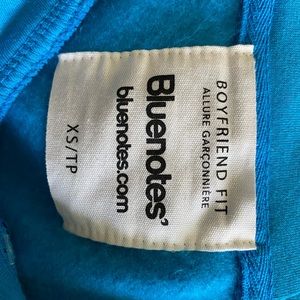 BOYFRIEND FIT
ALLURE GARÇONNIÈRE
Bluenotes'
bluenotes.com
XS/TP